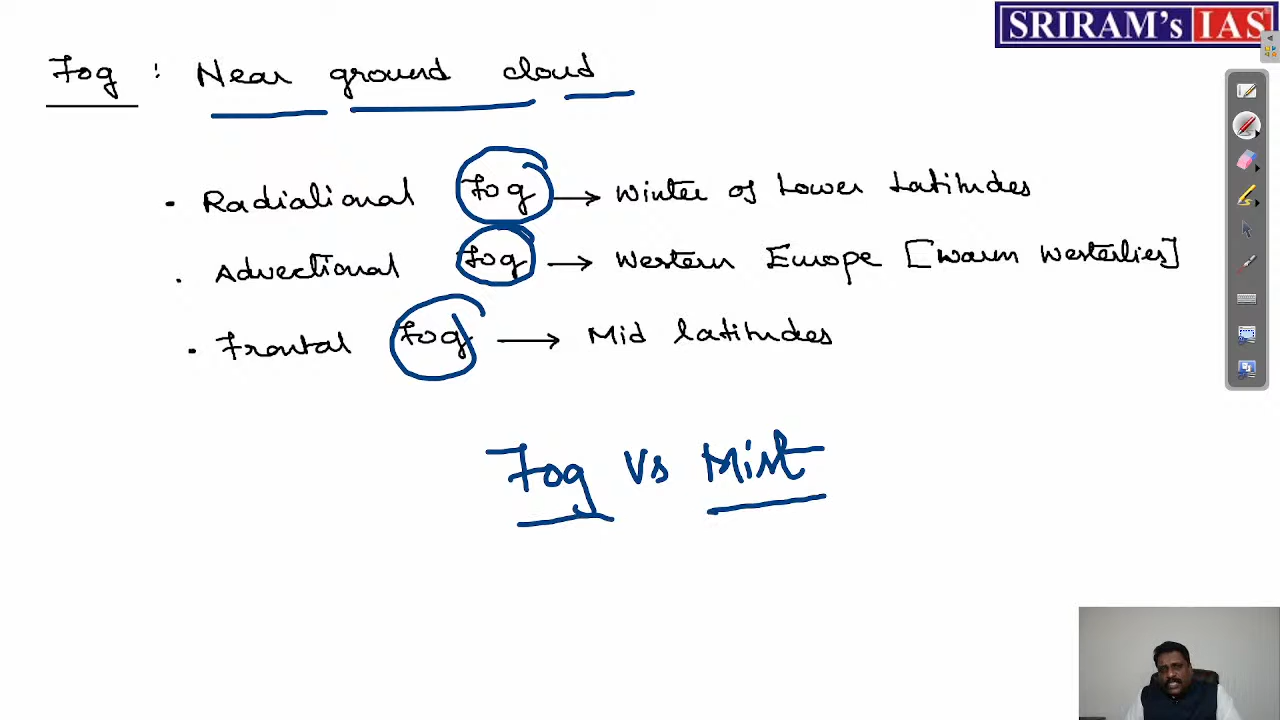 SRIRAM's IAS
Fog : Near ground cloud
• Radiational Fog → Winter of Lower Latitudes
• Advectional Fog → Western Europe [warm westerlies]
• Frontal Fog → Mid latitudes
Fog Vs Mist